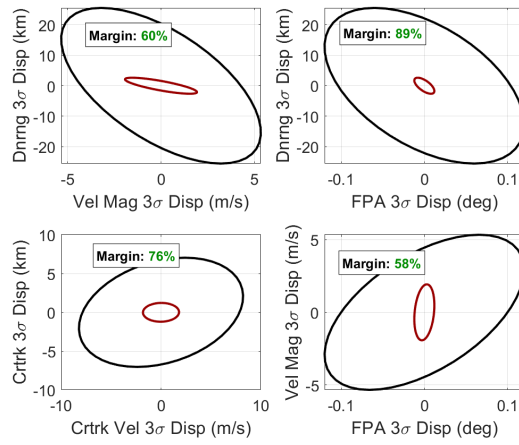 Dnrng 3σ Disp (km)
20
10
0
-10
-20
Margin: 60%
-5
0
5
Vel Mag 3σ Disp (m/s)
Dnrng 3σ Disp (km)
20
10
0
-10
-20
Margin: 89%
-0.1
0
0.1
FPA 3σ Disp (deg)
Crtrk 3σ Disp (km)
10
5
0
-5
-10
Margin: 76%
-10
0
10
Crtrk Vel 3σ Disp (m/s)
Vel Mag 3σ Disp (m/s)
5
0
-5
Margin: 58%
-0.1
0
0.1
FPA 3σ Disp (deg)